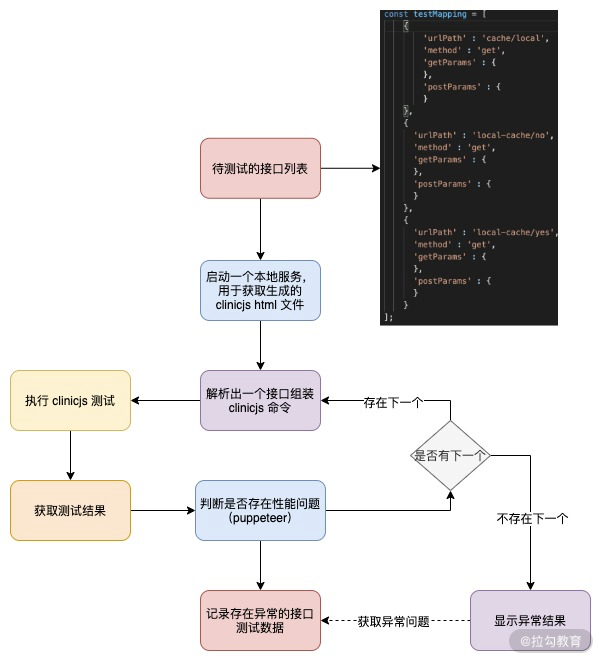 const testMapping = [
{
'urlPath' : 'cache/local',
'method' : 'get',
'getParams' : {
},
'postParams' : {
}
},
{
'urlPath' : 'local-cache/no',
'method' : 'get',
'getParams' : {
},
'postParams' : {
}
},
{
'urlPath' : 'local-cache/yes',
'method' : 'get',
'getParams' : {
},
'postParams' : {
}
}
];
待测试的接口列表
启动一个本地服务,
用于获取生成的
clinicjs html 文件
解析出一个接口组装
clinicjs 命令
执行 clinicjs 测试
获取测试结果
判断是否存在性能问题
（puppeteer）
存在下一个
是否有下一个
不存在下一个
记录存在异常的接口
测试数据
获取异常问题
显示异常结果
@拉勾教育